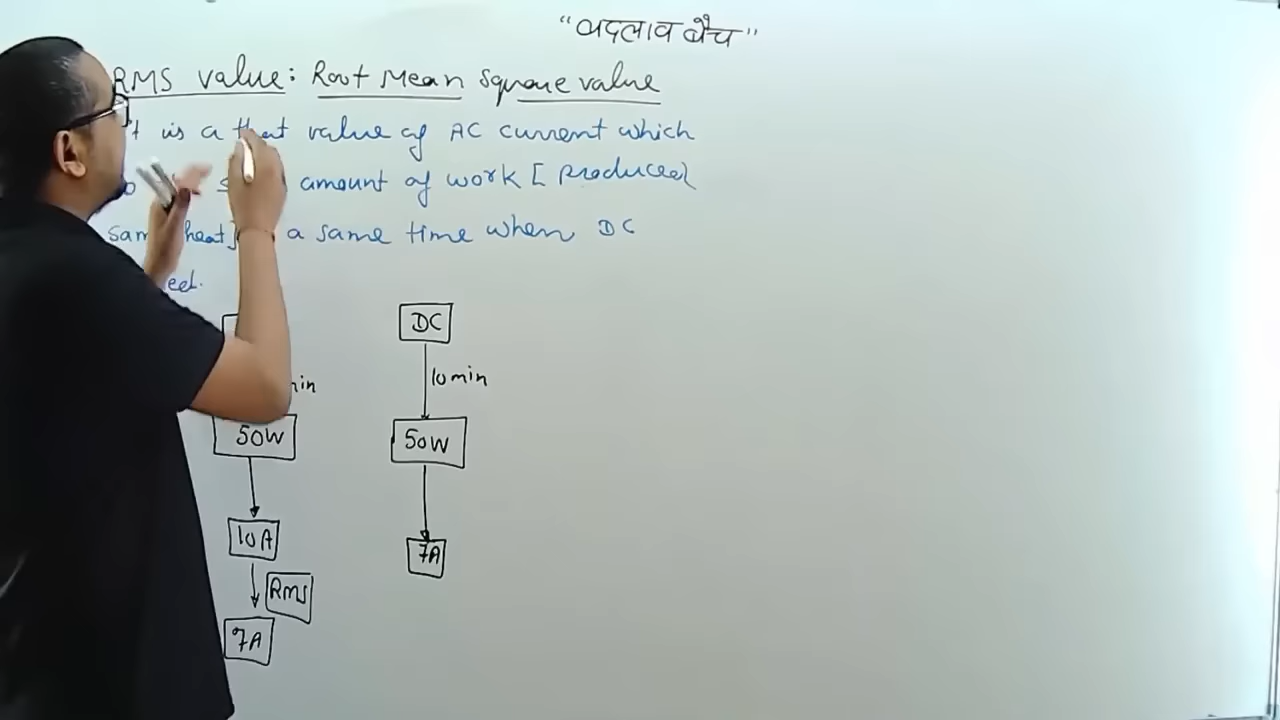 “बदलाव बैच”
RMS value: Root Mean Square value
is a that value of AC current which
amount of work [ produced
heat] a same time when DC
DC
10min
50W
50W
10A
7A
RMS
7A